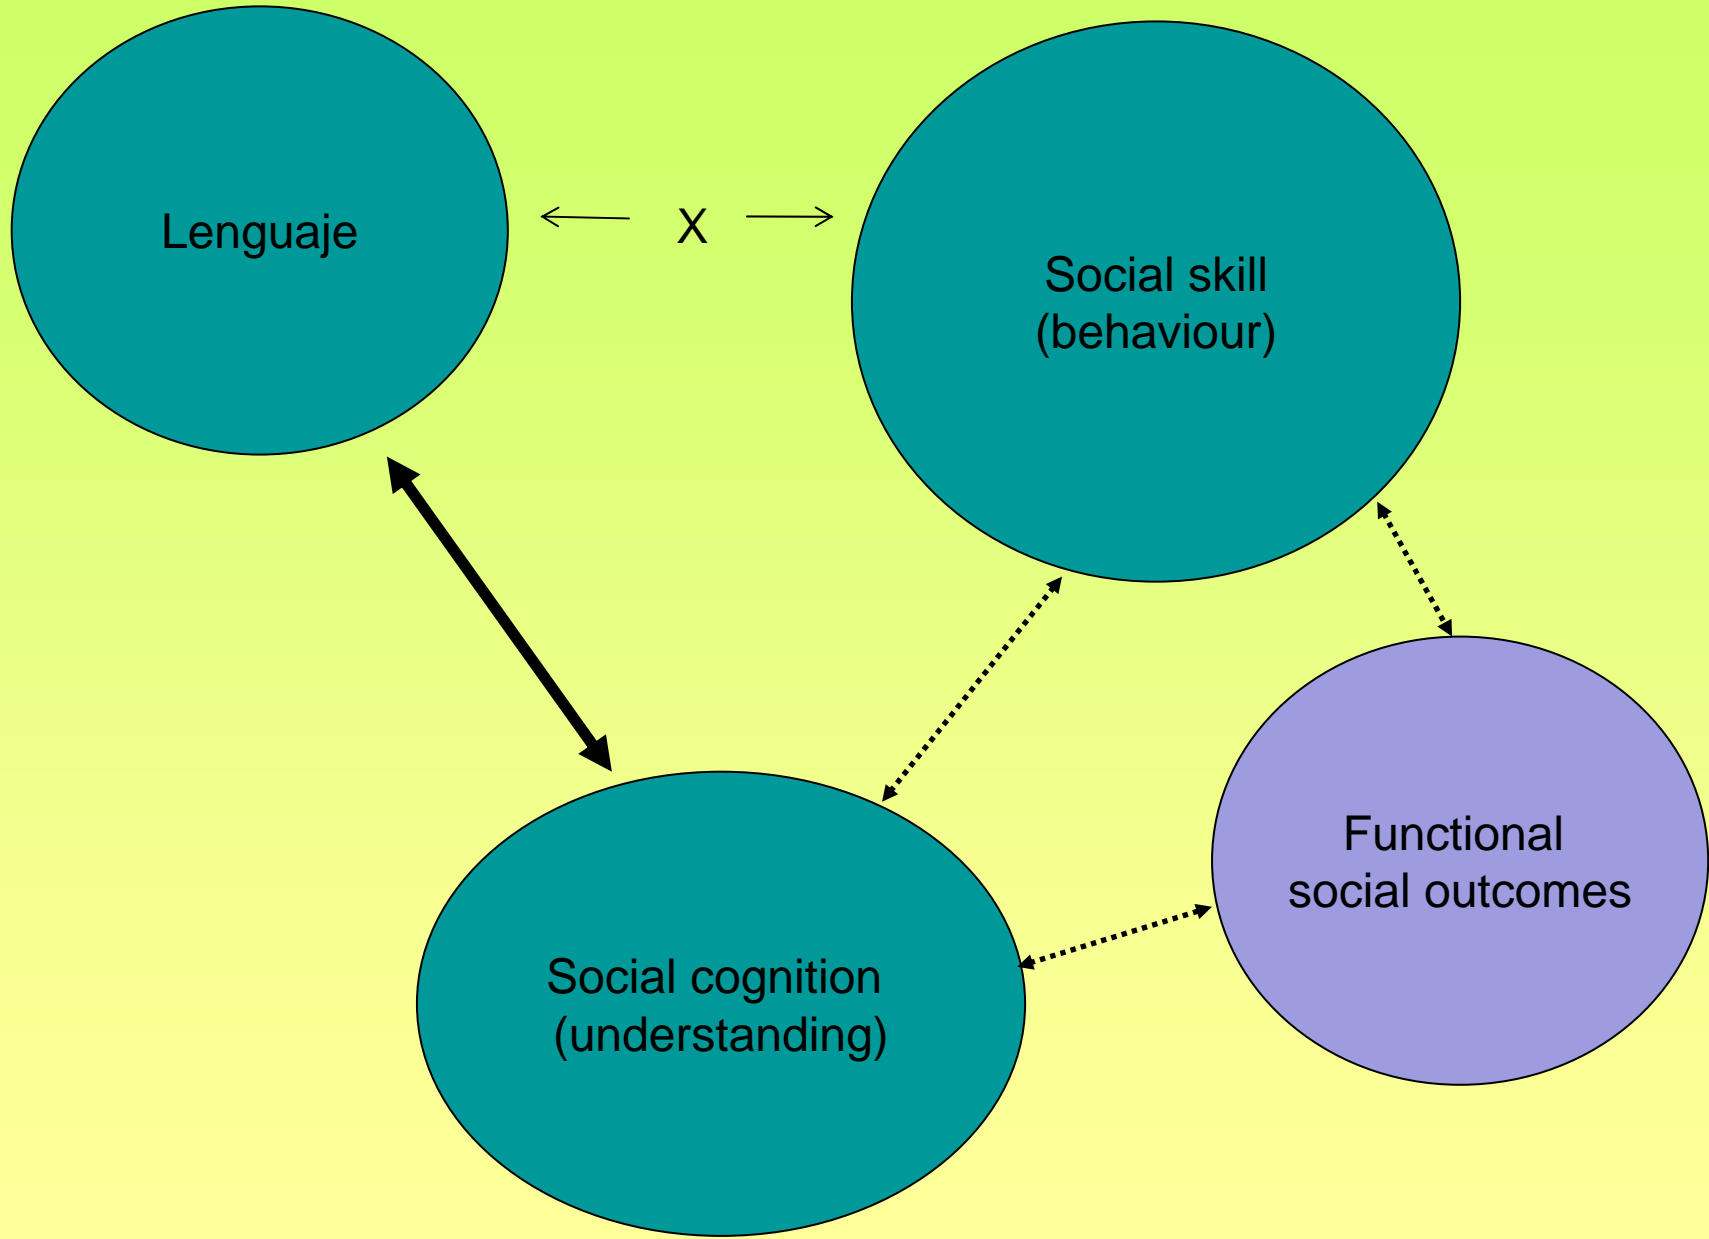 Lenguaje
X
Social skill
(behaviour)
Functional
social outcomes
Social cognition
(understanding)